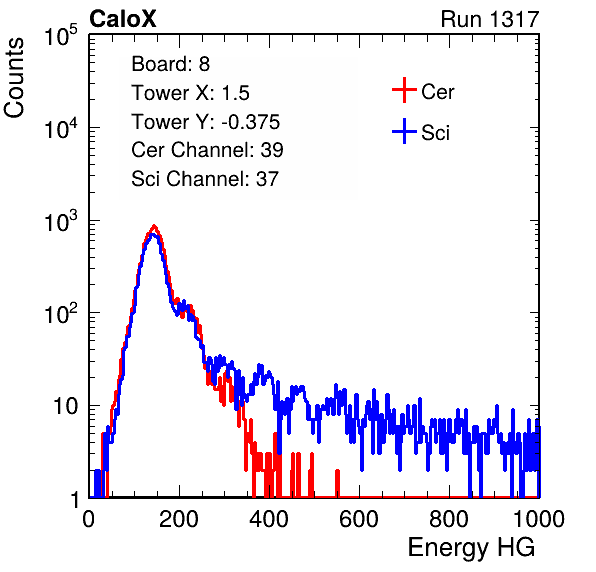 CaloX Run 1317
Counts
10^5
10^4
10^3
10^2
10
1
Board: 8
Tower X: 1.5
Tower Y: -0.375
Cer Channel: 39
Sci Channel: 37
Cer
Sci
0 200 400 600 800 1000
Energy HG